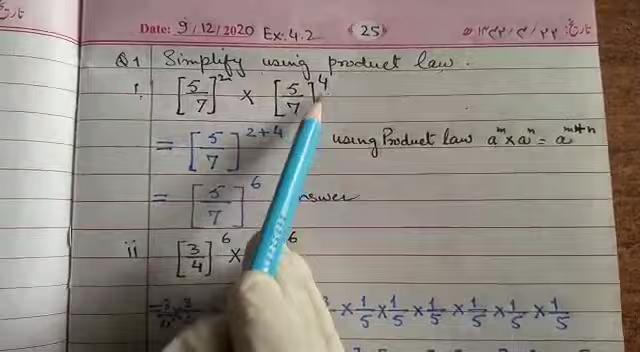 Date: 9/12/2020 Ex:4.2 25
Q1 Simplify using product law.
i [5/7]^2 × [5/7]^4
= [5/7]^{2+4} using Product law a^m × a^n = a^{m+n}
= [5/7]^6
ii [3/4]^6 × 6
× 1/5 × 1/5 × 1/5 × 1/5 × 1/5 × 1/5